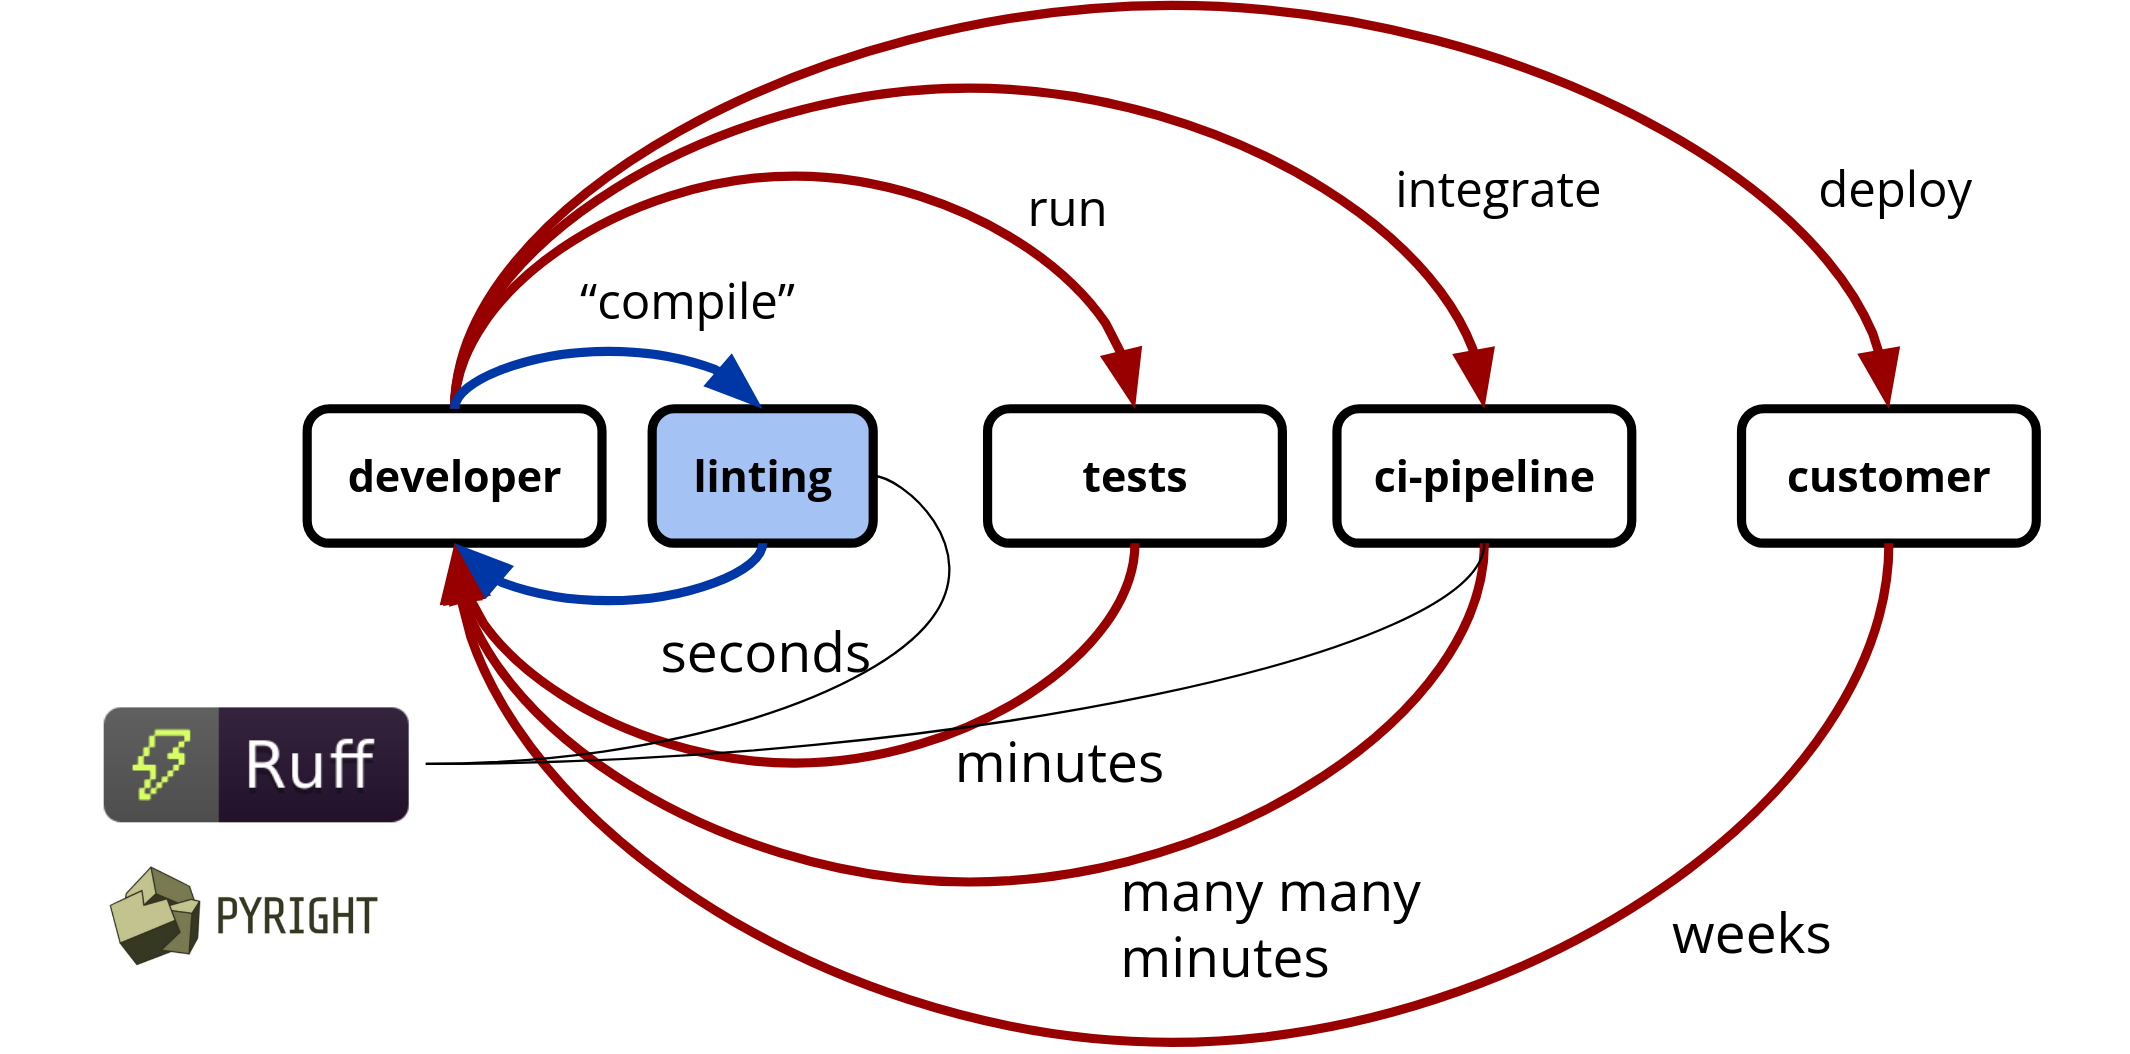 integrate
deploy
run
“compile”
developer
linting
tests
ci-pipeline
customer
seconds
Ruff
minutes
many many
minutes
PYRIGHT
weeks